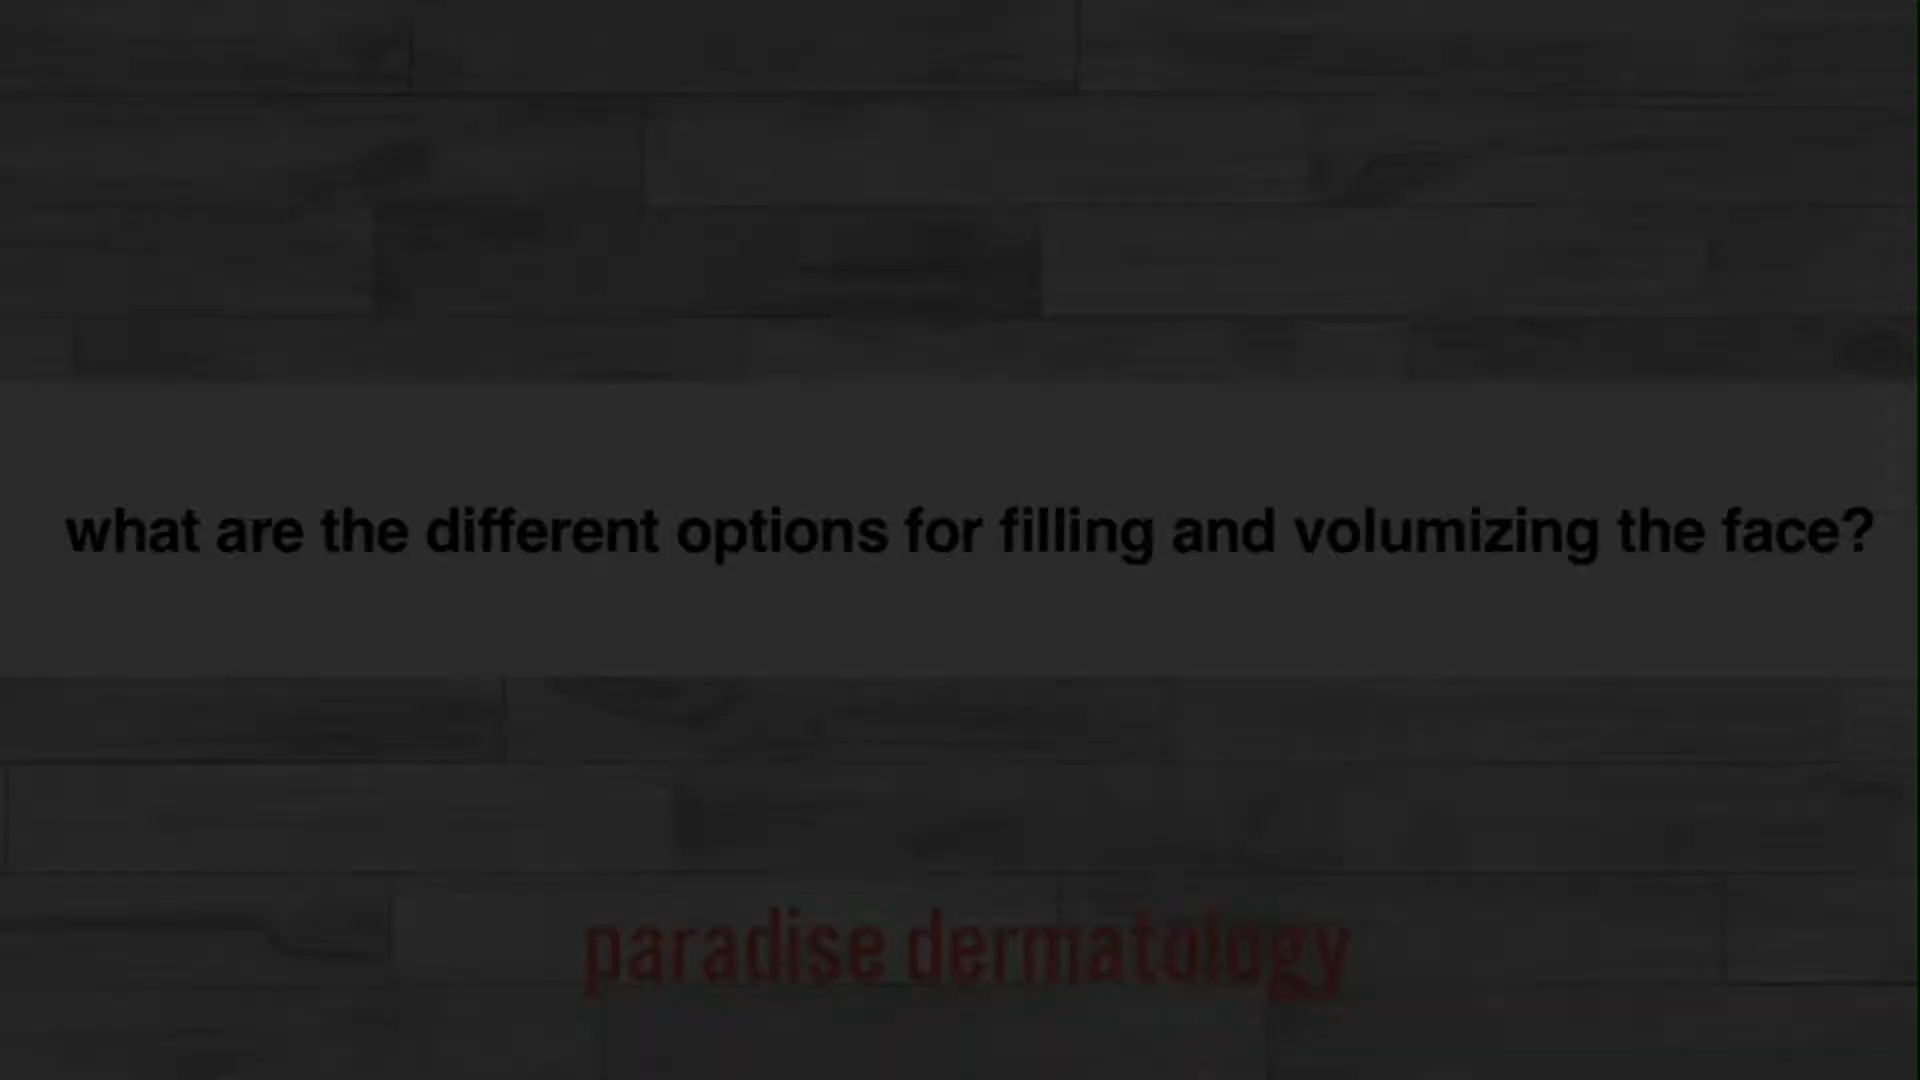 what are the different options for filling and volumizing the face?
paradise dermatology